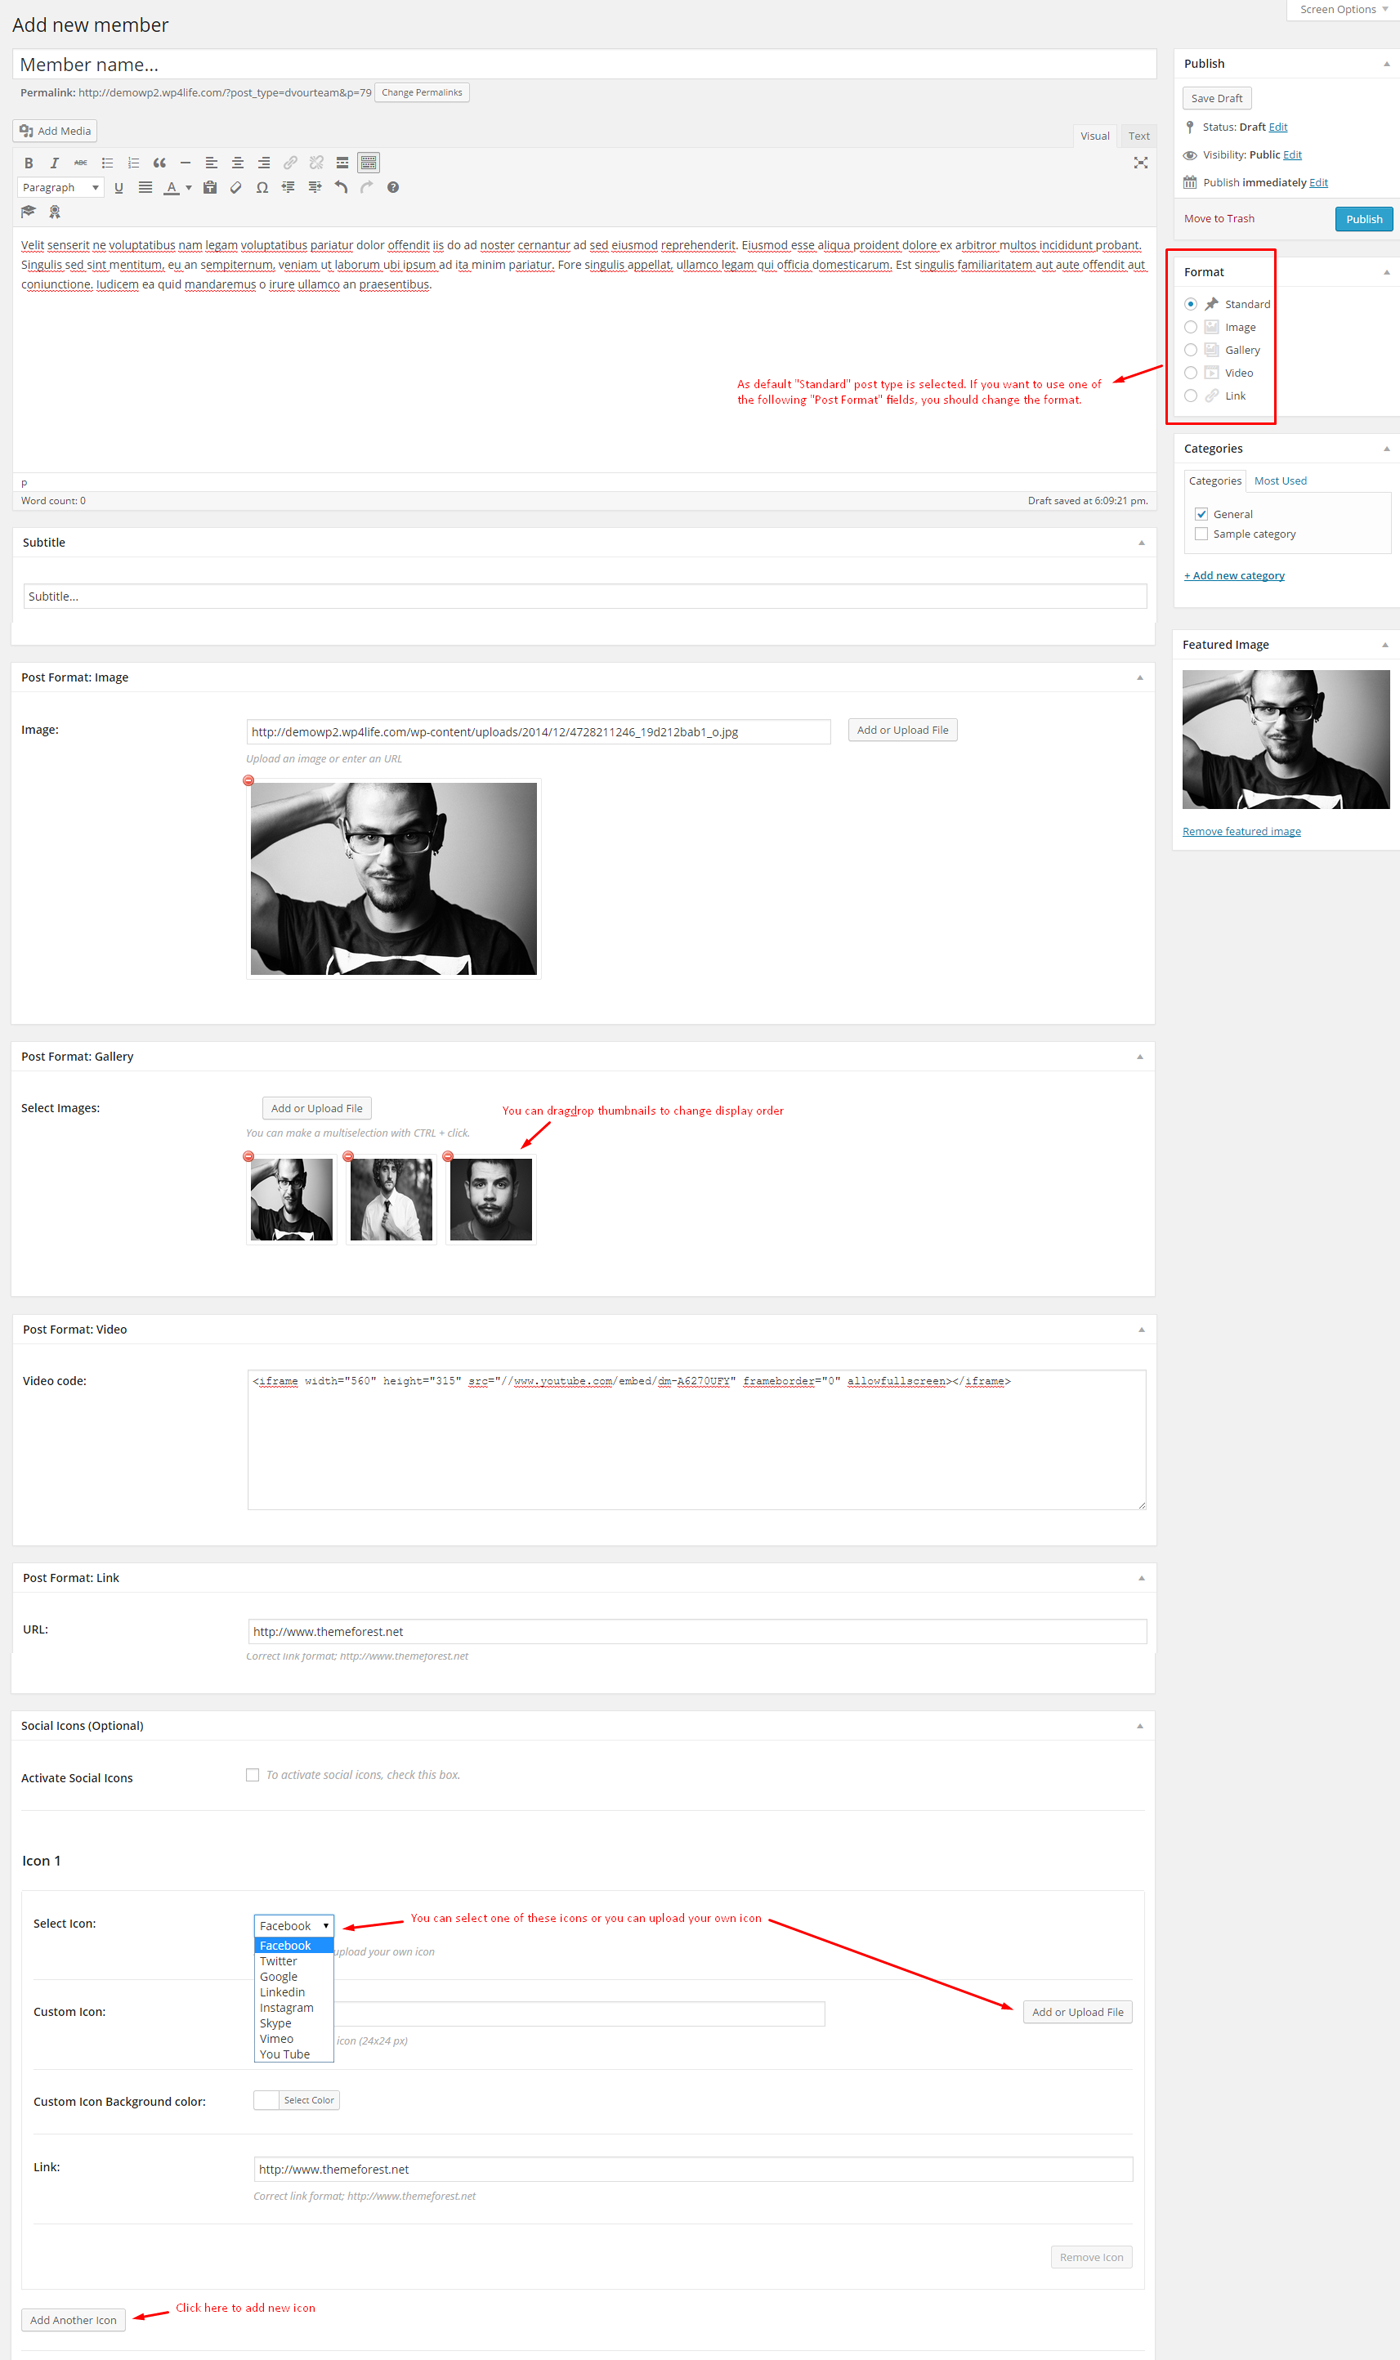 Screen Options
Add new member
Member name...
Permalink: http://demowp2.wp4life.com/?post_type=dvourteam&p=79 Change Permalinks
Add Media
Visual Text
B I ABC
Paragraph U A
Velit senserit ne voluptatibus nam legam voluptatibus pariatur dolor offendit iis do ad noster cernantur ad sed eiusmod reprehenderit. Eiusmod esse aliqua proident dolore ex arbitror multos incididunt probant.
Singulis sed sint mentitum, eu an sempiternum, veniam ut laborum ubi ipsum ad ita minim pariatur. Fore singulis appellat, ullamco legam qui officia domesticarum. Est singulis familiaritatem aut aute offendit aut
coniunctione. Iudicem ea quid mandaremus o irure ullamco an praesentibus.
As default "Standard" post type is selected. If you want to use one of
the following "Post Format" fields, you should change the format.
p
Word count: 0
Draft saved at 6:09:21 pm.
Publish
Save Draft
Status: Draft Edit
Visibility: Public Edit
Publish immediately Edit
Move to Trash
Publish
Format
Standard
Image
Gallery
Video
Link
Categories
Categories Most Used
General
Sample category
+ Add new category
Featured Image
Remove featured image
Subtitle
Subtitle...
Post Format: Image
Image:
http://demowp2.wp4life.com/wp-content/uploads/2014/12/4728211246_19d212bab1_o.jpg
Add or Upload File
Upload an image or enter an URL
Post Format: Gallery
Select Images:
Add or Upload File
You can make a multiselection with CTRL + click.
You can dragdrop thumbnails to change display order
Post Format: Video
Video code:
<iframe width="560" height="315" src="//www.youtube.com/embed/dm-A6270UFY" frameborder="0" allowfullscreen></iframe>
Post Format: Link
URL:
http://www.themeforest.net
Correct link format; http://www.themeforest.net
Social Icons (Optional)
Activate Social Icons
To activate social icons, check this box.
Icon 1
Select Icon:
Facebook
You can select one of these icons or you can upload your own icon
Facebook
upload your own icon
Twitter
Google
Linkedin
Instagram
Skype
Vimeo
You Tube
Custom Icon:
Add or Upload File
icon (24x24 px)
Custom Icon Background color:
Select Color
Link:
http://www.themeforest.net
Correct link format; http://www.themeforest.net
Remove Icon
Add Another Icon
Click here to add new icon